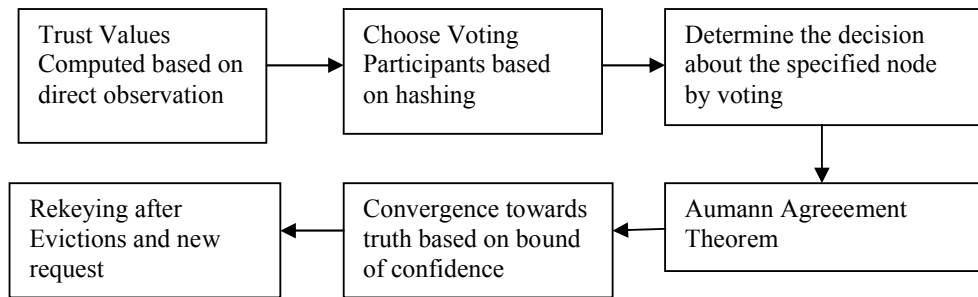 Trust Values
Computed based on
direct observation
Choose Voting
Participants based
on hashing
Determine the decision
about the specified node
by voting
Aumann Agreeement
Theorem
Convergence towards
truth based on bound
of confidence
Rekeying after
Evictions and new
request